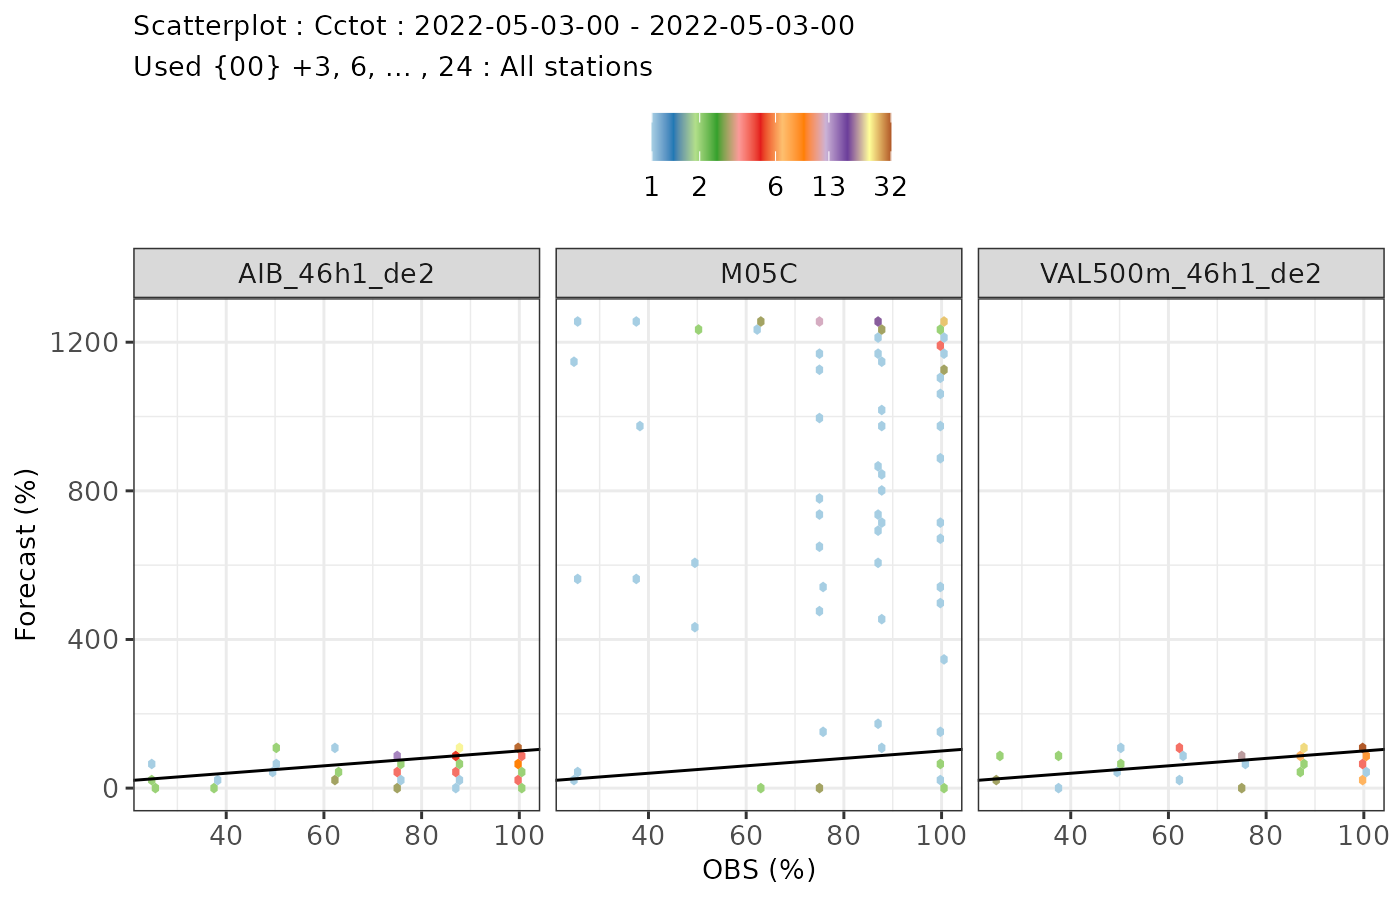 Scatterplot : Cctot : 2022-05-03-00 - 2022-05-03-00
Used {00} +3, 6, ... , 24 : All stations
1 2 6 13 32
AIB_46h1_de2 M05C VAL500m_46h1_de2
Forecast (%)
1200
800
400
0
40 60 80 100 40 60 80 100 40 60 80 100
OBS (%)